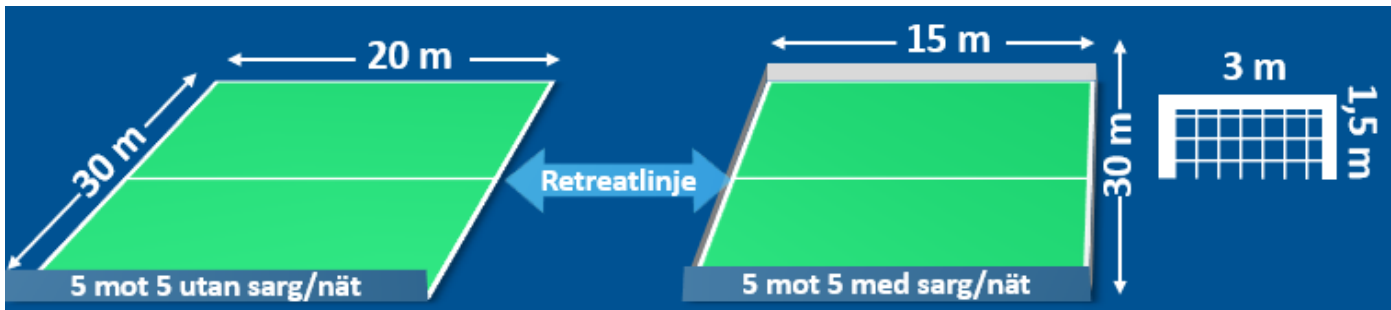 20 m
30 m
5 mot 5 utan sarg/nät
Retreatlinje
15 m
30 m
5 mot 5 med sarg/nät
3 m
1,5 m